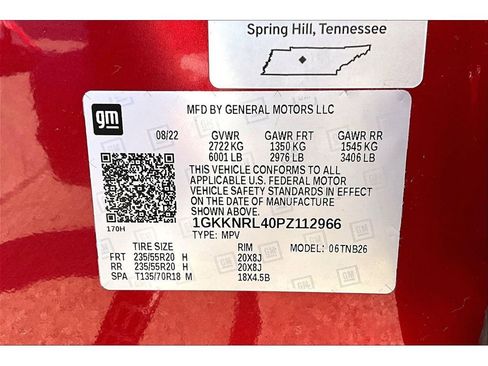 Spring Hill, Tennessee
gm
MFD BY GENERAL MOTORS LLC
08/22 GVWR GAWR FRT GAWR RR
2722 KG 1350 KG 1545 KG
6001 LB 2976 LB 3406 LB
THIS VEHICLE CONFORMS TO ALL
APPLICABLE U.S. FEDERAL MOTOR
VEHICLE SAFETY STANDARDS IN EFFECT
ON THE DATE OF MANUFACTURE
SHOWN ABOVE.
1GKKNRL40PZ112966
170H TYPE: MPV MODEL: 06TNB26
TIRE SIZE RIM
FRT 235/55R20 H 20X8J
RR 235/55R20 H 20X8J
SPA T135/70R18 M 18X4.5B